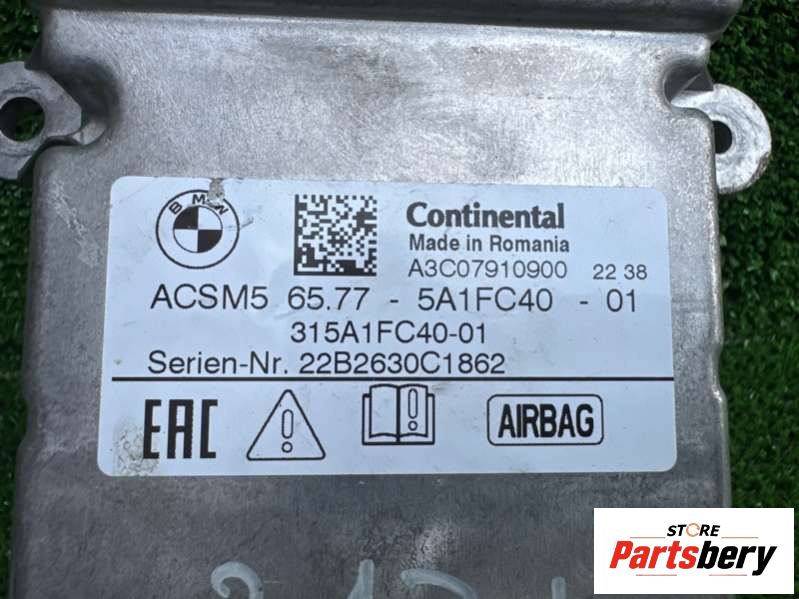 BMW
Continental
Made in Romania
A3C07910900 22 38
ACSM5 65.77 - 5A1FC40 - 01
315A1FC40-01
Serien-Nr. 22B2630C1862
EAC
AIRBAG
STORE
Partsbery